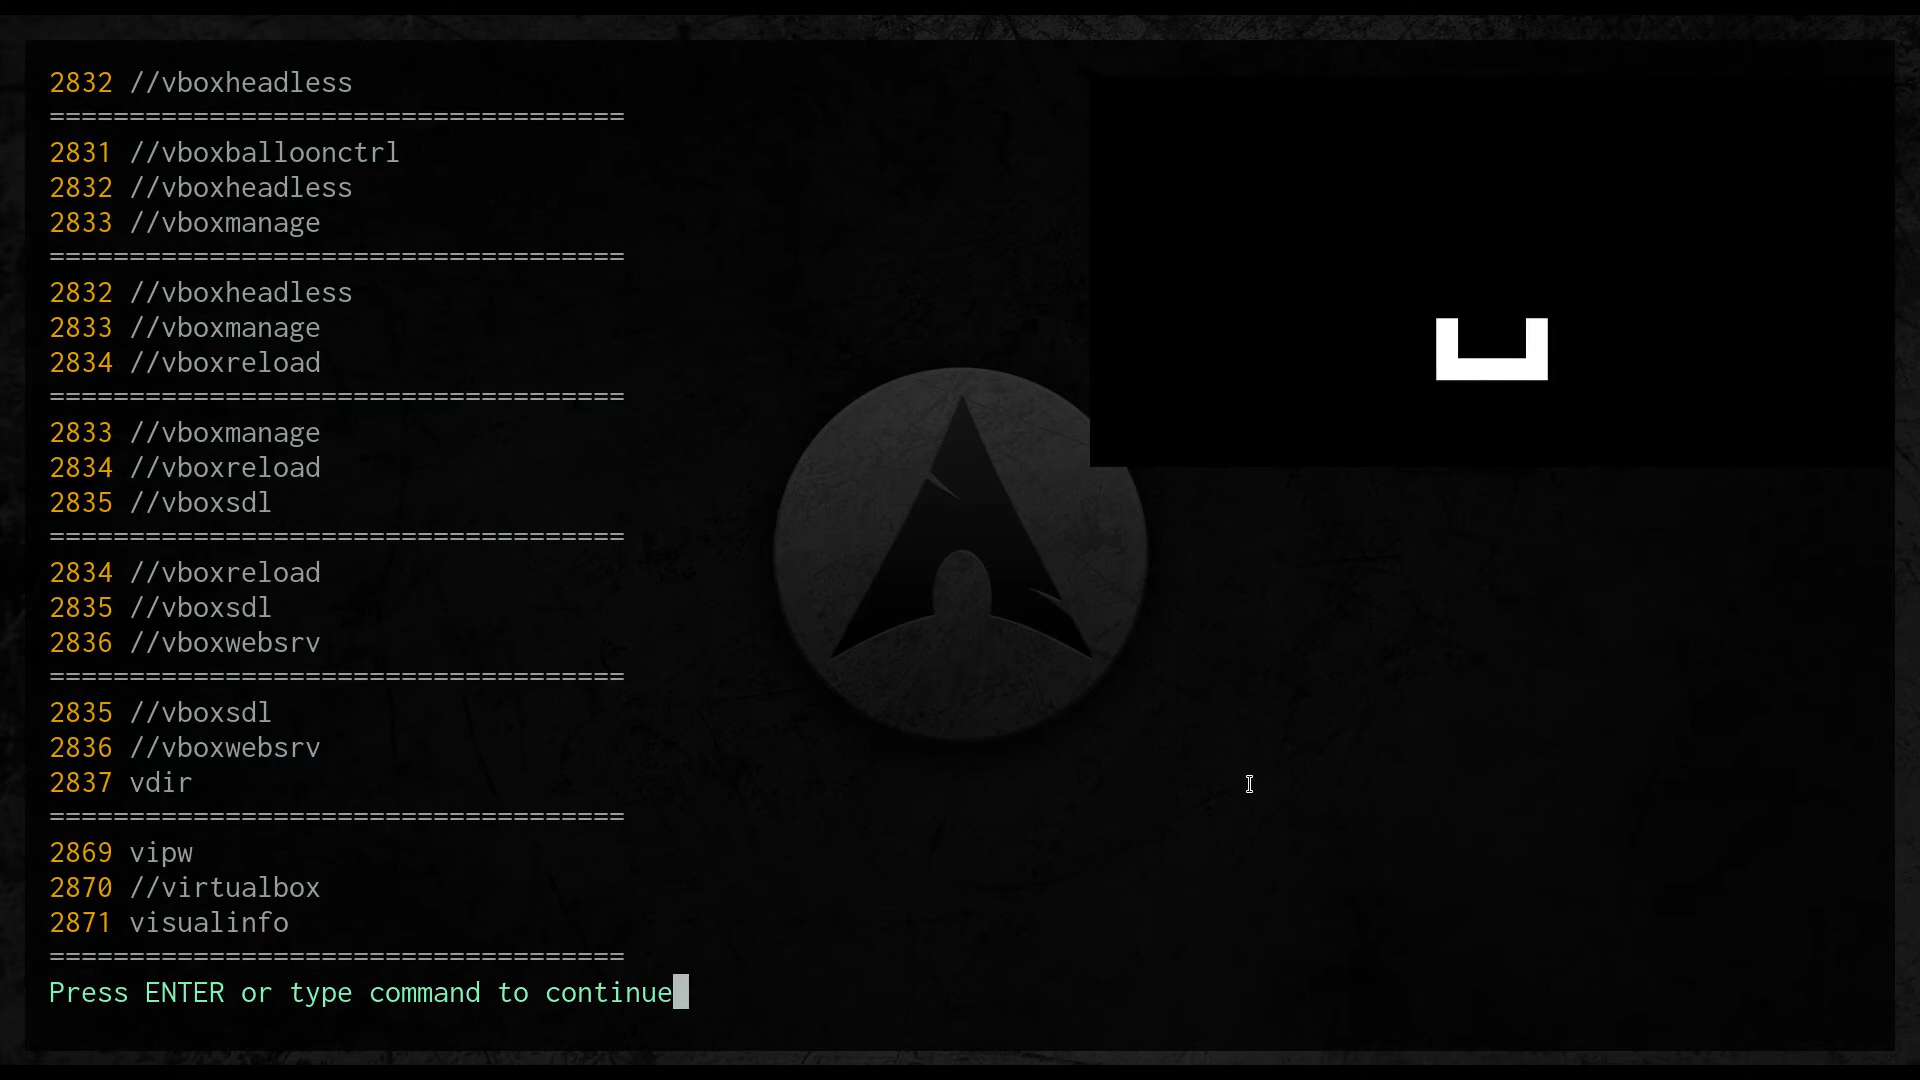 2832 //vboxheadless
====================================
2831 //vboxballoonctrl
2832 //vboxheadless
2833 //vboxmanage
====================================
2832 //vboxheadless
2833 //vboxmanage
2834 //vboxreload
====================================
2833 //vboxmanage
2834 //vboxreload
2835 //vboxsdl
====================================
2834 //vboxreload
2835 //vboxsdl
2836 //vboxwebsrv
====================================
2835 //vboxsdl
2836 //vboxwebsrv
2837 vdir
====================================
2869 vipw
2870 //virtualbox
2871 visualinfo
====================================
Press ENTER or type command to continue